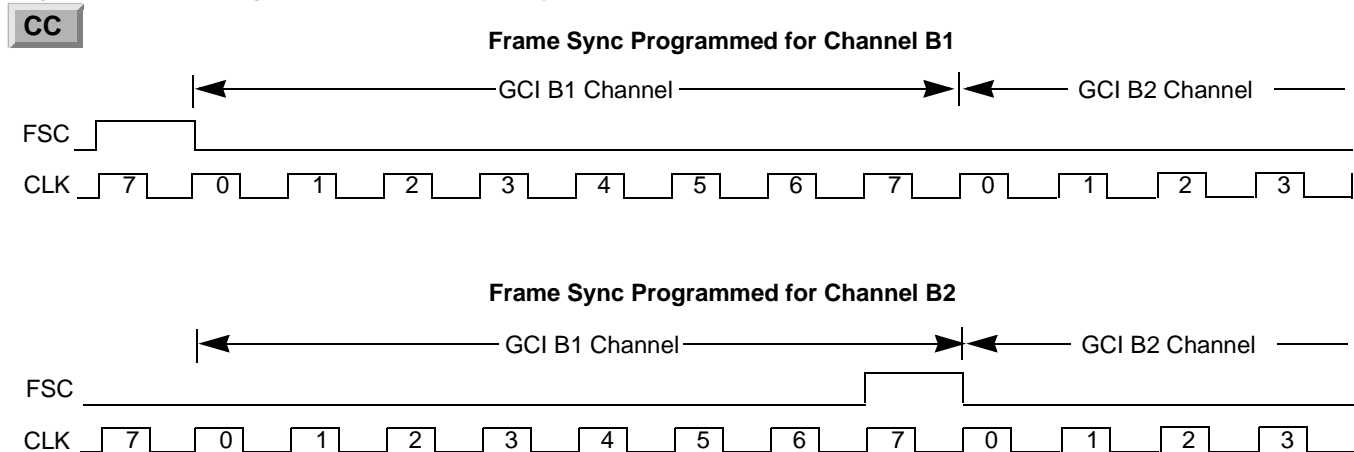 CC
Frame Sync Programmed for Channel B1
GCI B1 Channel GCI B2 Channel
FSC
CLK 7 0 1 2 3 4 5 6 7 0 1 2 3
Frame Sync Programmed for Channel B2
GCI B1 Channel GCI B2 Channel
FSC
CLK 7 0 1 2 3 4 5 6 7 0 1 2 3